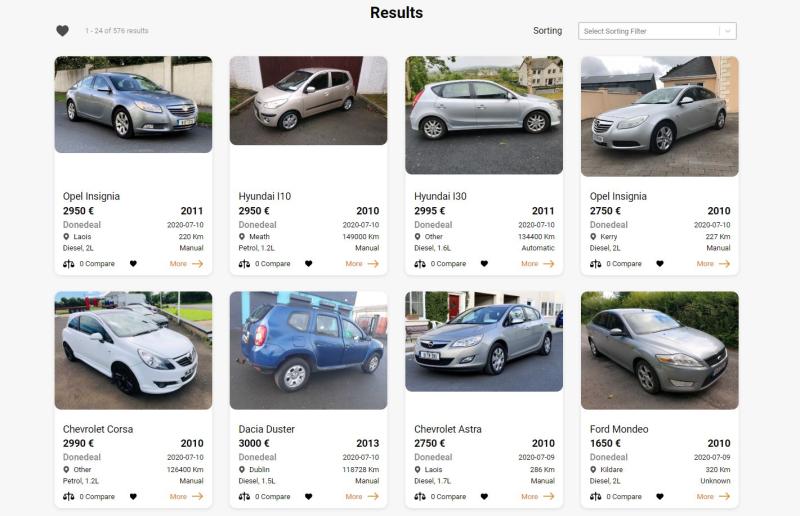 Results
1 - 24 of 576 results
Sorting
Select Sorting Filter
Opel Insignia
2950 € 2011
Donedeal 2020-07-10
Laois 220 Km
Diesel, 2L Manual
0 Compare More
Hyundai I10
2950 € 2010
Donedeal 2020-07-10
Meath 149000 Km
Petrol, 1.2L Manual
0 Compare More
Hyundai I30
2995 € 2011
Donedeal 2020-07-10
Other 134400 Km
Diesel, 1.6L Automatic
0 Compare More
Opel Insignia
2750 € 2010
Donedeal 2020-07-10
Kerry 227 Km
Diesel, 2L Manual
0 Compare More
Chevrolet Corsa
2990 € 2010
Donedeal 2020-07-10
Other 126400 Km
Petrol, 1.2L Manual
0 Compare More
Dacia Duster
3000 € 2013
Donedeal 2020-07-10
Dublin 118728 Km
Diesel, 1.5L Manual
0 Compare More
Chevrolet Astra
2750 € 2010
Donedeal 2020-07-09
Laois 286 Km
Diesel, 1.7L Manual
0 Compare More
Ford Mondeo
1650 € 2010
Donedeal 2020-07-09
Kildare 320 Km
Diesel, 2L Unknown
0 Compare More